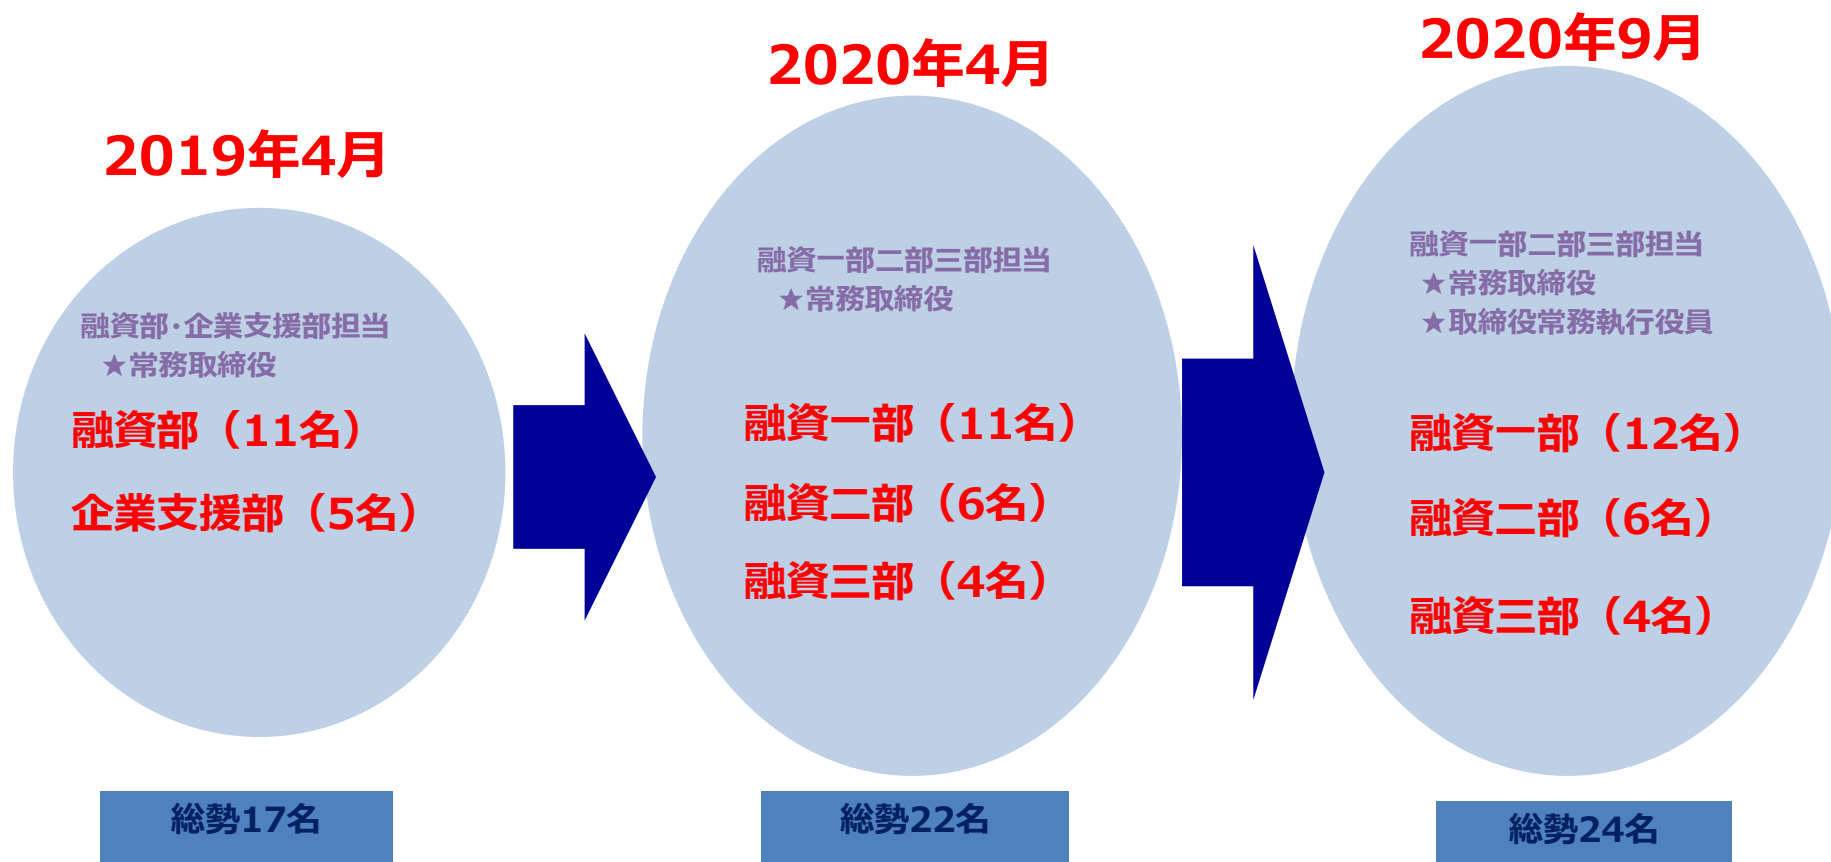 2019年4月
融資部･企業支援部担当
★常務取締役
融資部（11名）
企業支援部（5名）
総勢17名
2020年4月
融資一部二部三部担当
★常務取締役
融資一部（11名）
融資二部（6名）
融資三部（4名）
総勢22名
2020年9月
融資一部二部三部担当
★常務取締役
★取締役常務執行役員
融資一部（12名）
融資二部（6名）
融資三部（4名）
総勢24名